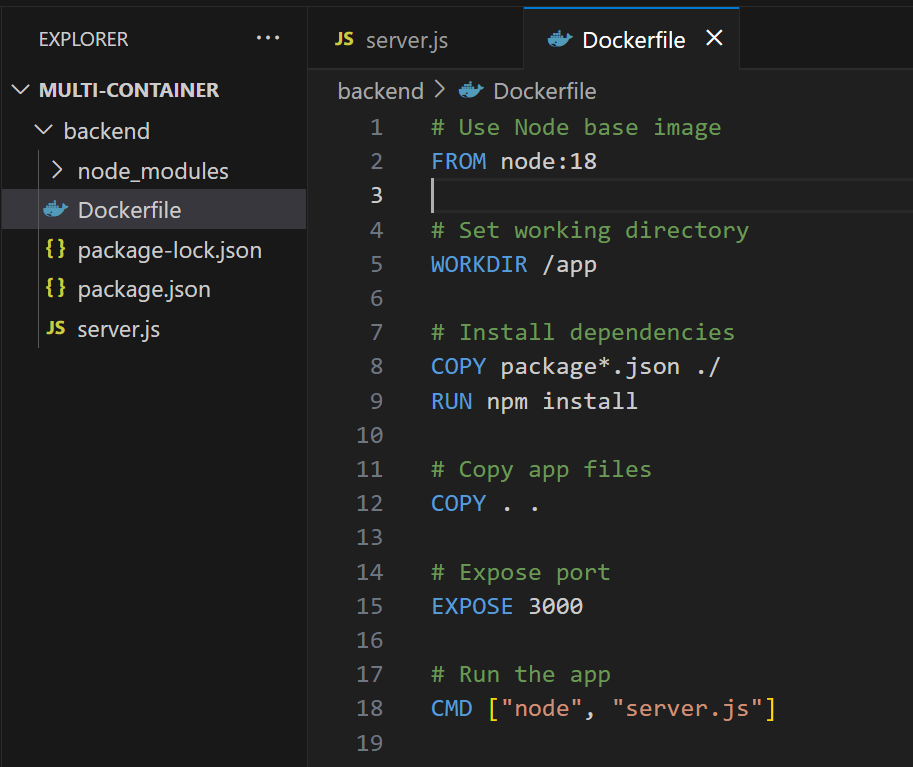 EXPLORER ...
MULTI-CONTAINER
backend
node_modules
Dockerfile
{} package-lock.json
{} package.json
JS server.js
JS server.js
Dockerfile ×
backend > Dockerfile
1 # Use Node base image
2 FROM node:18
3
4 # Set working directory
5 WORKDIR /app
6
7 # Install dependencies
8 COPY package*.json ./
9 RUN npm install
10
11 # Copy app files
12 COPY . .
13
14 # Expose port
15 EXPOSE 3000
16
17 # Run the app
18 CMD ["node", "server.js"]
19